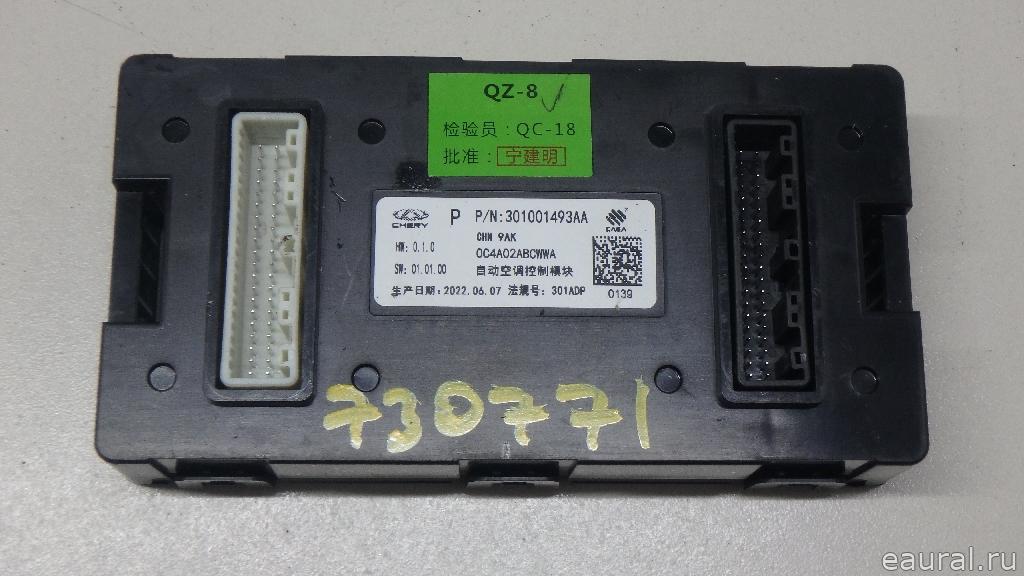 QZ-8
检验员：QC-18
批准：宁建明
CHERY P P/N:301001493AA
CHN 9AK
HW: 0.1.0 0C4A02ABCWWA
SW: 01.01.00 自动空调控制模块
生产日期:2022.06.07 法规号: 301ADP 0139
730771
eaural.ru